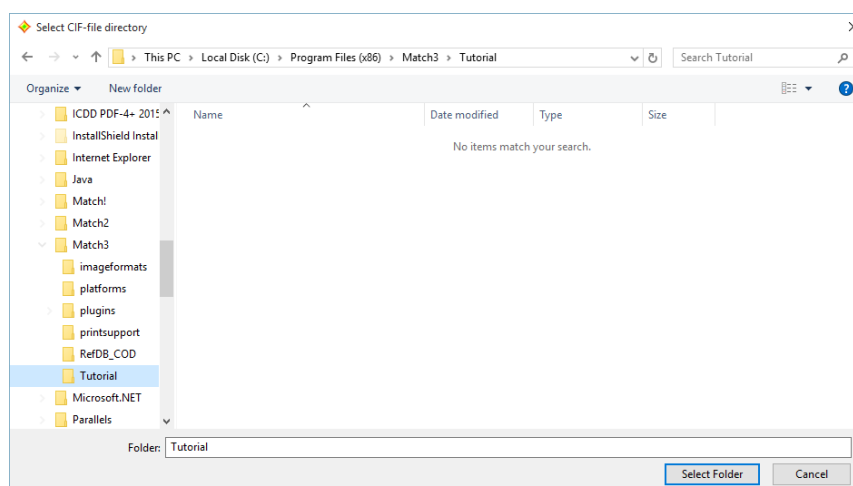 Select CIF-file directory
This PC > Local Disk (C:) > Program Files (x86) > Match3 > Tutorial
Search Tutorial
Organize
New folder
Name
Date modified
Type
Size
No items match your search.
ICDD PDF-4+ 2015
InstallShield Instal
Internet Explorer
Java
Match!
Match2
Match3
imageformats
platforms
plugins
printsupport
RefDB_COD
Tutorial
Microsoft.NET
Parallels
Folder: Tutorial
Select Folder
Cancel